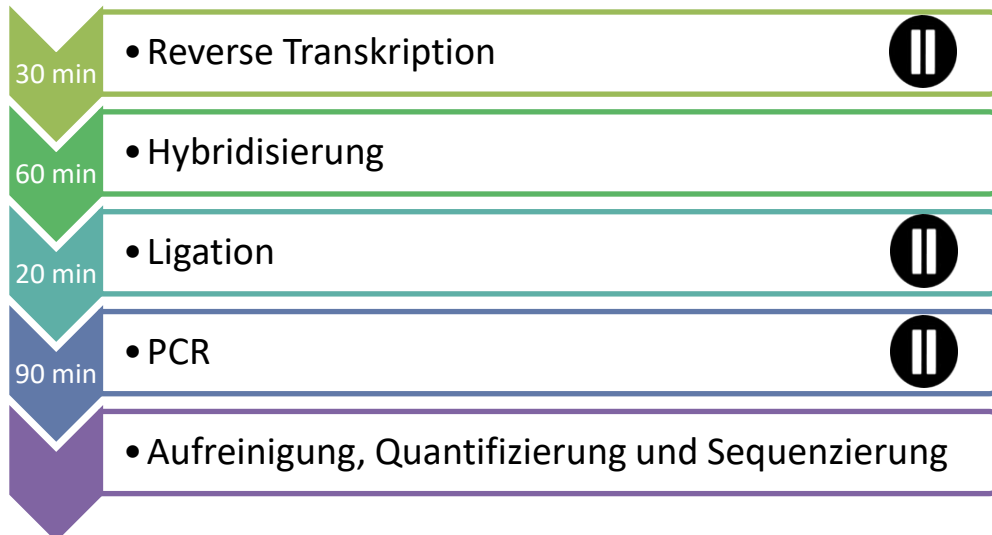 30 min
• Reverse Transkription
60 min
• Hybridisierung
20 min
• Ligation
90 min
• PCR
• Aufreinigung, Quantifizierung und Sequenzierung